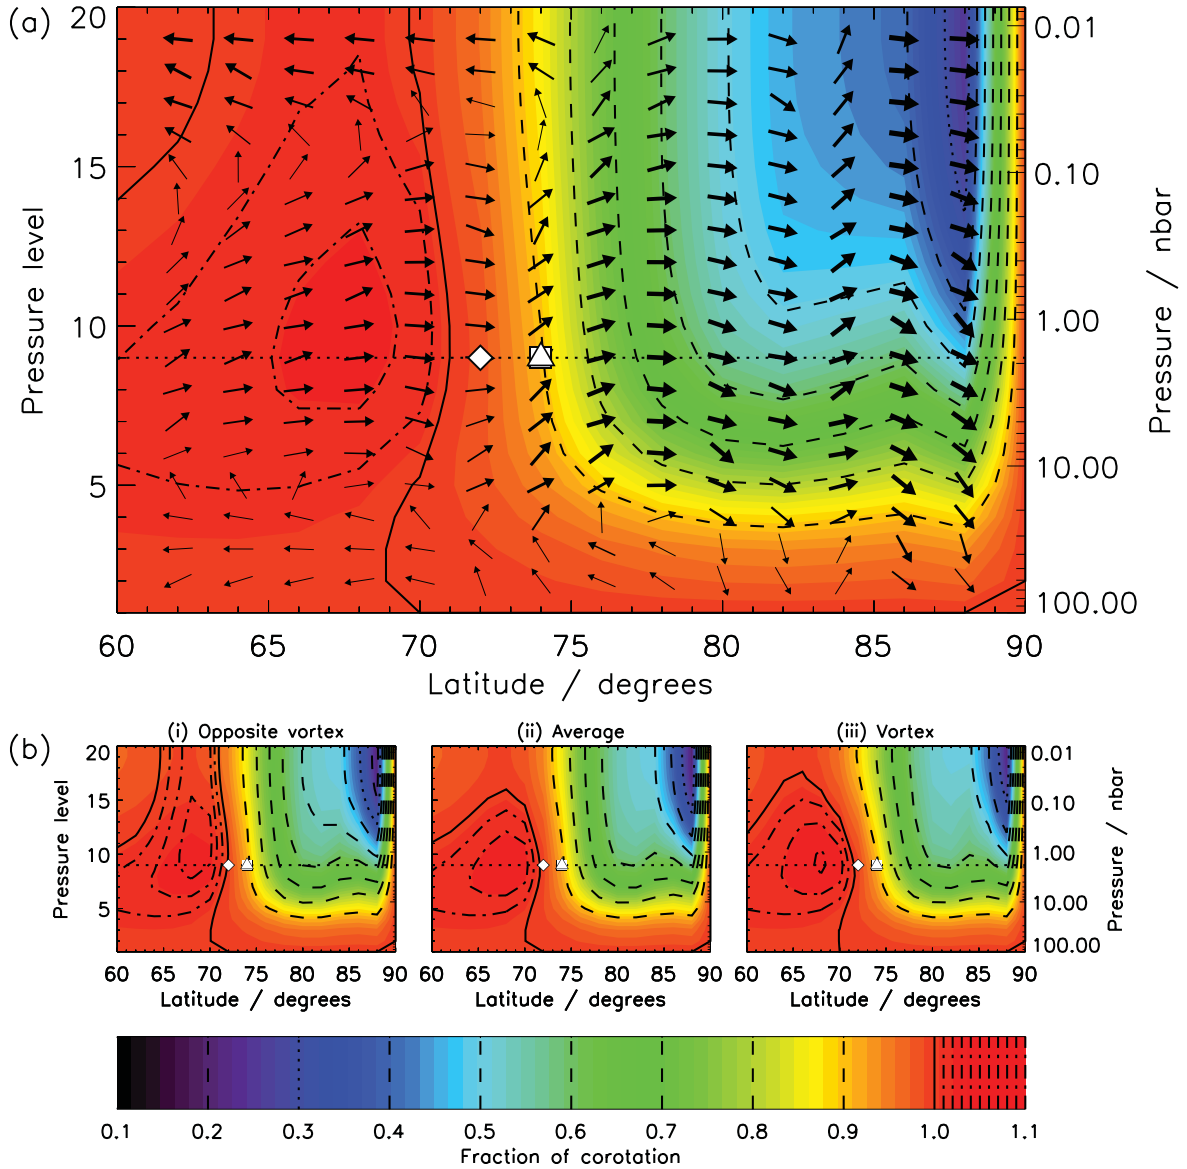 (a)
20
15
10
5
Pressure level
0.01
0.10
1.00
10.00
100.00
Pressure / nbar
60 65 70 75 80 85 90
Latitude / degrees
(b)
(i) Opposite vortex
(ii) Average
(iii) Vortex
20
15
10
5
Pressure level
0.01
0.10
1.00
10.00
100.00
Pressure / nbar
60 65 70 75 80 85 90
60 65 70 75 80 85 90
60 65 70 75 80 85 90
Latitude / degrees
Latitude / degrees
Latitude / degrees
0.1 0.2 0.3 0.4 0.5 0.6 0.7 0.8 0.9 1.0 1.1
Fraction of corotation